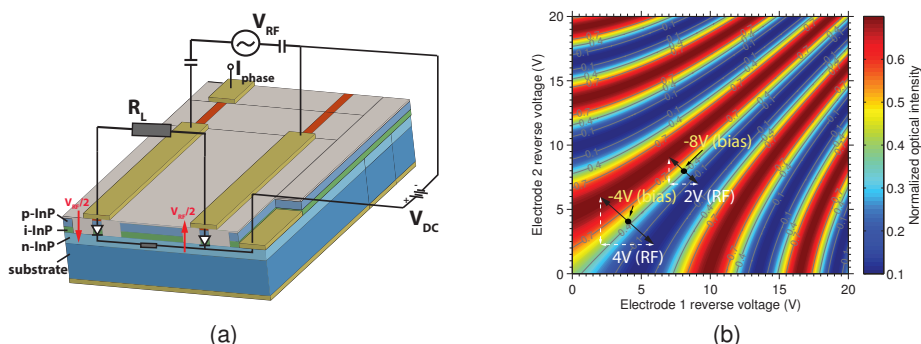 V_RF
I_phase
R_L
V_RF/2
V_RF/2
p-InP
i-InP
n-InP
substrate
-
+
V_DC
(a)
20
15
10
5
0
0 5 10 15 20
Electrode 2 reverse voltage (V)
Electrode 1 reverse voltage (V)
-8V (bias)
-4V (bias)
2V (RF)
4V (RF)
0.7
0.6
0.5
0.4
0.3
0.2
0.1
Normalized optical intensity
(b)